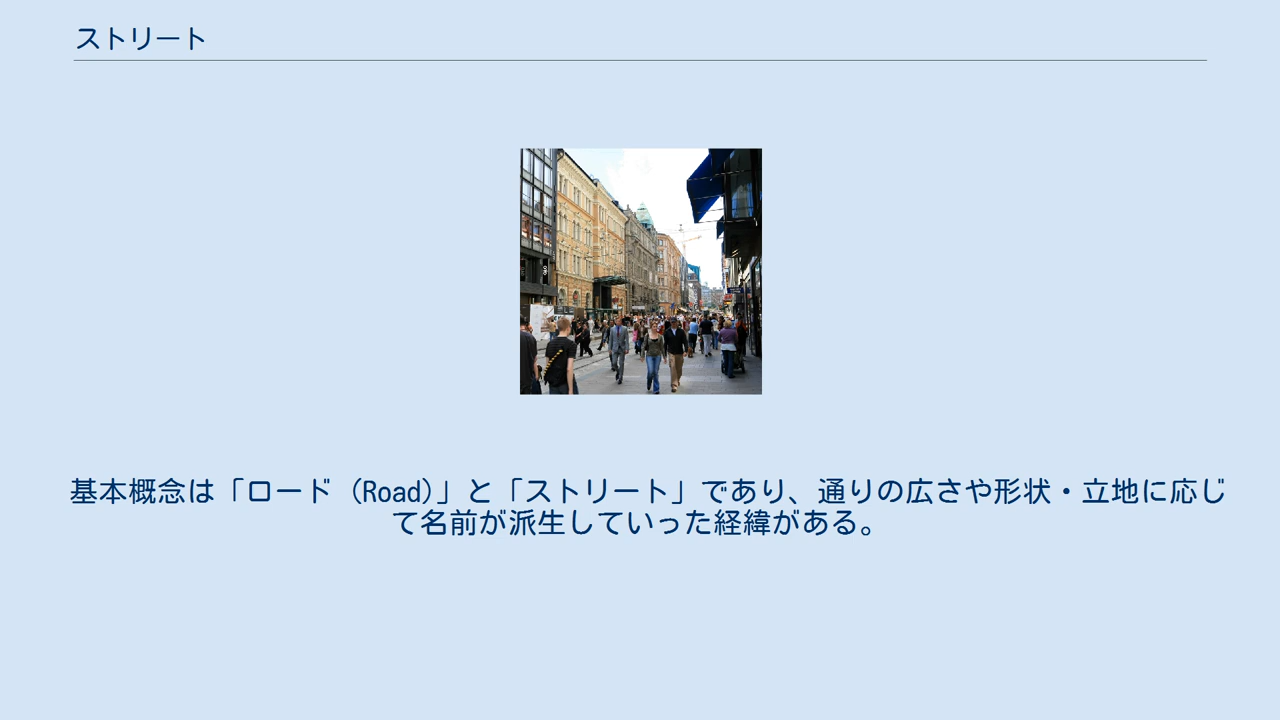 ストリート
基本概念は「ロード（Road）」と「ストリート」であり、通りの広さや形状・立地に応じ
て名前が派生していった経緯がある。